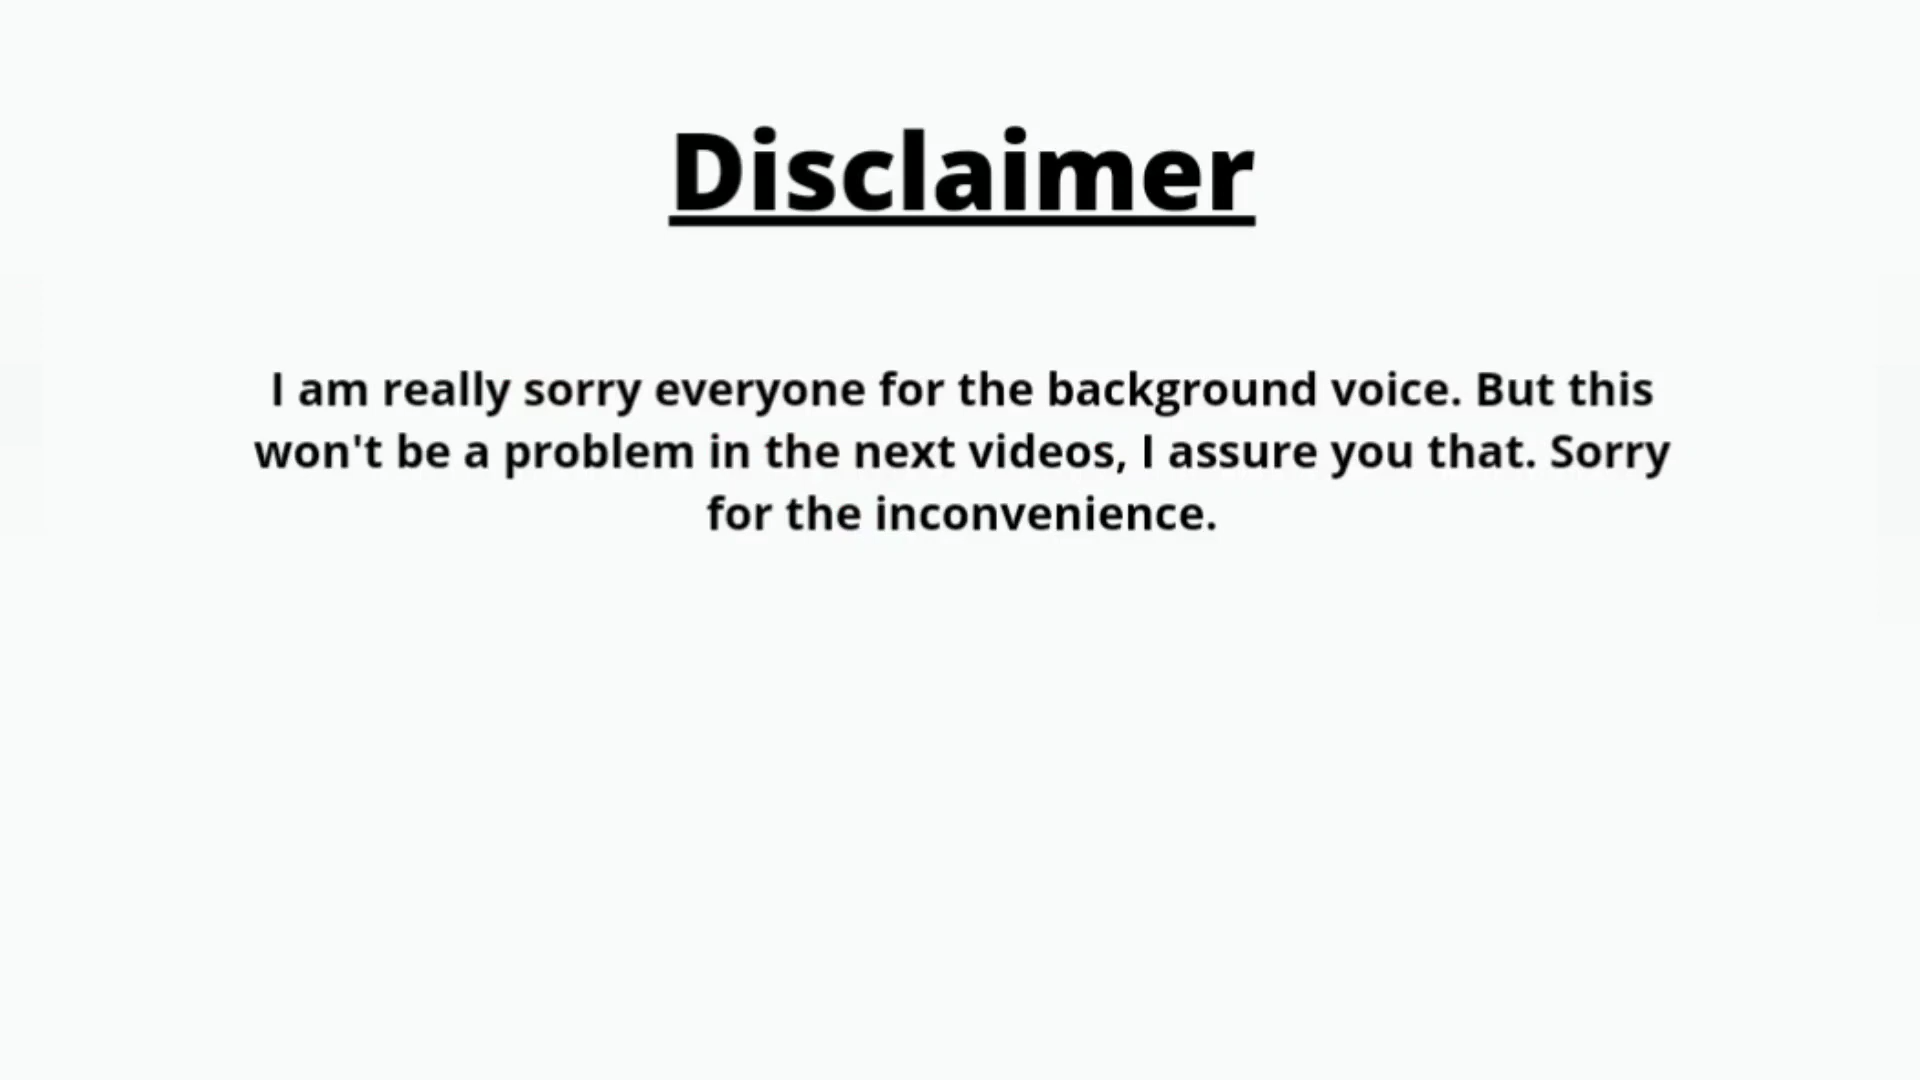 Disclaimer
I am really sorry everyone for the background voice. But this
won't be a problem in the next videos, I assure you that. Sorry
for the inconvenience.